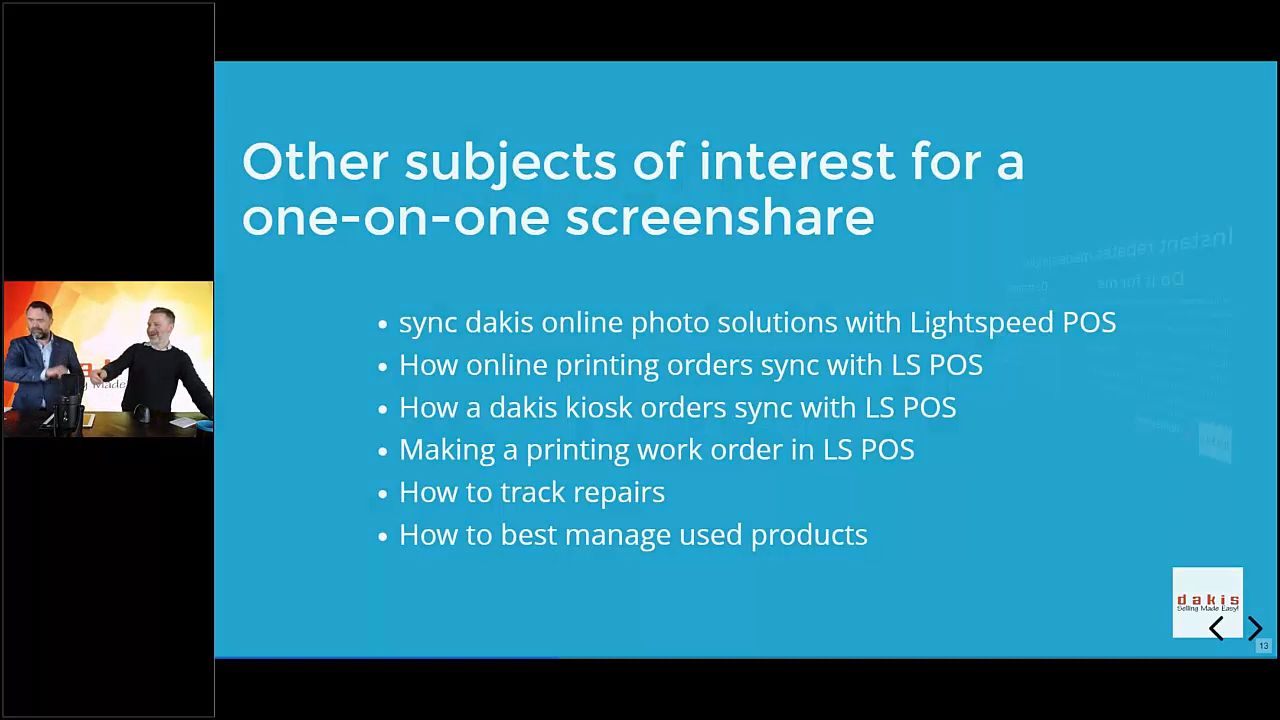 Other subjects of interest for a
one-on-one screenshare
• sync dakis online photo solutions with Lightspeed POS
• How online printing orders sync with LS POS
• How a dakis kiosk orders sync with LS POS
• Making a printing work order in LS POS
• How to track repairs
• How to best manage used products
dakis
Selling Made Easy!
13